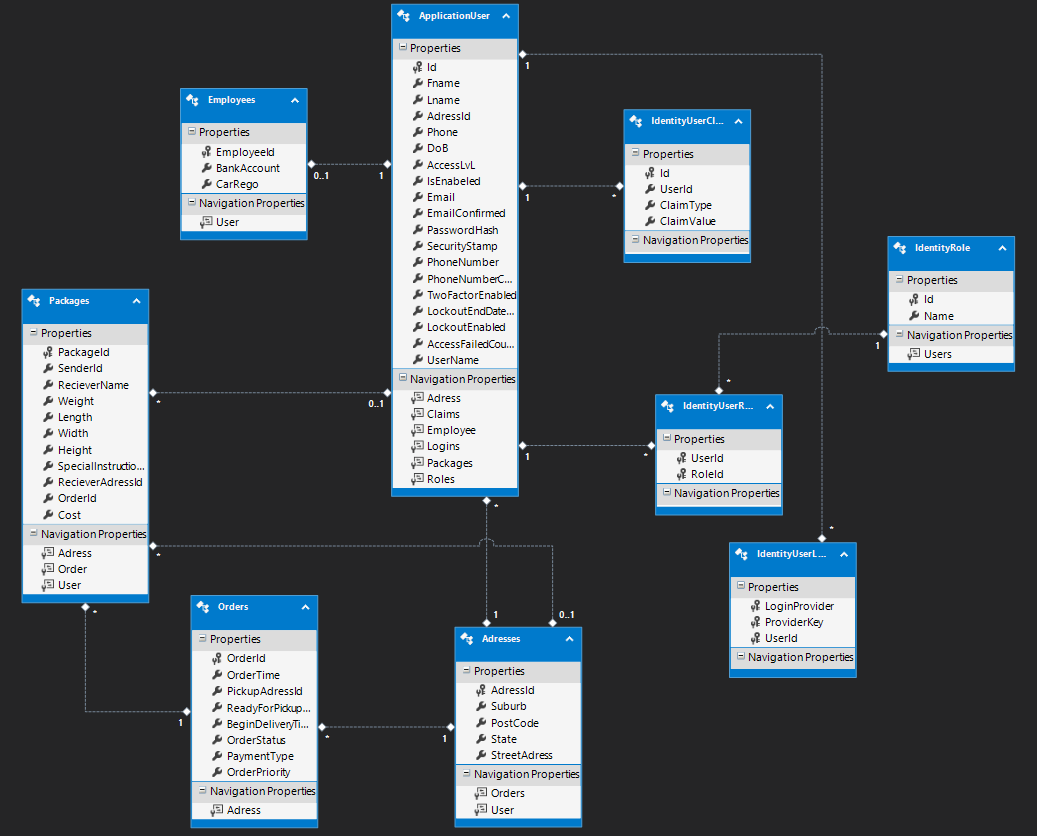 ApplicationUser
Properties
Id
Fname
Lname
AdressId
Phone
DoB
AccessLvL
IsEnabeled
Email
EmailConfirmed
PasswordHash
SecurityStamp
PhoneNumber
PhoneNumberC...
TwoFactorEnabled
LockoutEndDate...
LockoutEnabled
AccessFailedCou...
UserName
Navigation Properties
Adress
Claims
Employee
Logins
Packages
Roles
Employees
Properties
EmployeeId
BankAccount
CarRego
Navigation Properties
User
0..1
1
1
1
*
IdentityUserCl...
Properties
Id
UserId
ClaimType
ClaimValue
Navigation Properties
IdentityRole
Properties
Id
Name
Navigation Properties
Users
1
*
Packages
Properties
PackageId
SenderId
RecieverName
Weight
Length
Width
Height
SpecialInstructio...
RecieverAdressId
OrderId
Cost
Navigation Properties
Adress
Order
User
*
0..1
*
*
IdentityUserR...
Properties
UserId
RoleId
Navigation Properties
1
*
IdentityUserL...
Properties
LoginProvider
ProviderKey
UserId
Navigation Properties
*
Orders
Properties
OrderId
OrderTime
PickupAdressId
ReadyForPickup...
BeginDeliveryTi...
OrderStatus
PaymentType
OrderPriority
Navigation Properties
Adress
1
*
1
*
1
0..1
Adresses
Properties
AdressId
Suburb
PostCode
State
StreetAdress
Navigation Properties
Orders
User